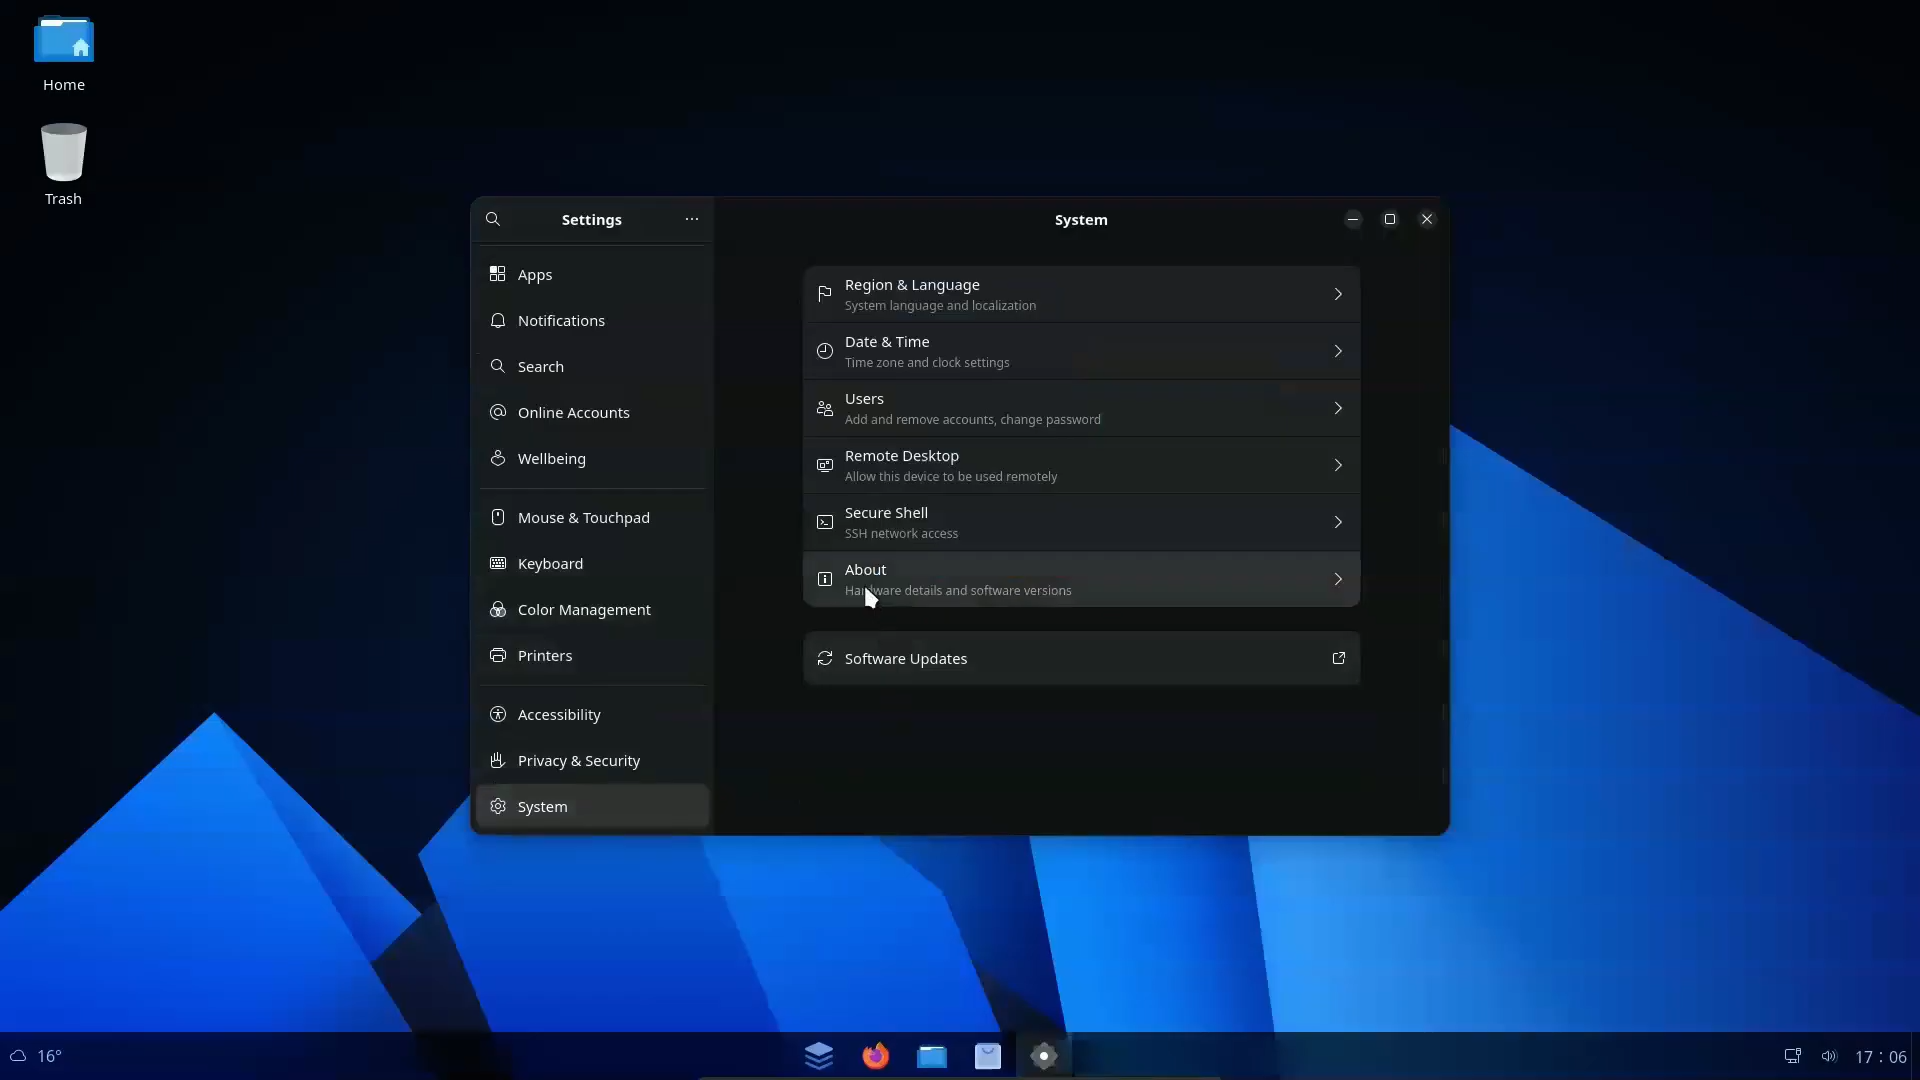 Home
Trash
Settings
System
Apps
Notifications
Search
Online Accounts
Wellbeing
Mouse & Touchpad
Keyboard
Color Management
Printers
Accessibility
Privacy & Security
System
Region & Language
System language and localization
Date & Time
Time zone and clock settings
Users
Add and remove accounts, change password
Remote Desktop
Allow this device to be used remotely
Secure Shell
SSH network access
About
Hardware details and software versions
Software Updates
16°
17 : 06